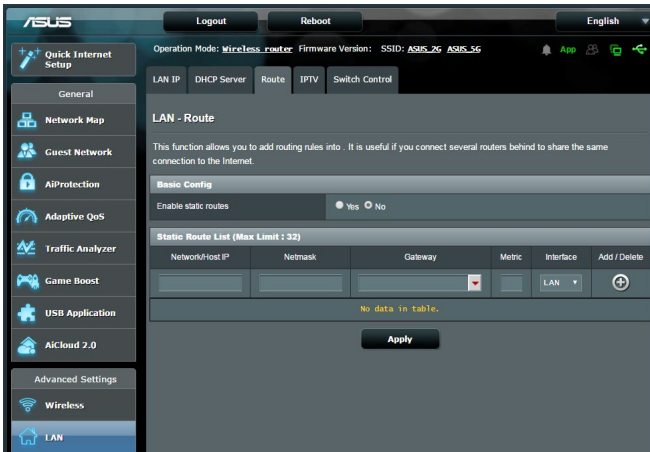 ASUS Logout Reboot English
Quick Internet Setup
Operation Mode: Wireless router Firmware Version: SSID: ASUS_2G ASUS_5G App
LAN IP DHCP Server Route IPTV Switch Control
General
Network Map
Guest Network
AiProtection
Adaptive QoS
Traffic Analyzer
Game Boost
USB Application
AiCloud 2.0
Advanced Settings
Wireless
LAN
LAN - Route
This function allows you to add routing rules into . It is useful if you connect several routers behind to share the same
connection to the Internet.
Basic Config
Enable static routes Yes No
Static Route List (Max Limit : 32)
Network/Host IP Netmask Gateway Metric Interface Add / Delete
LAN
No data in table.
Apply